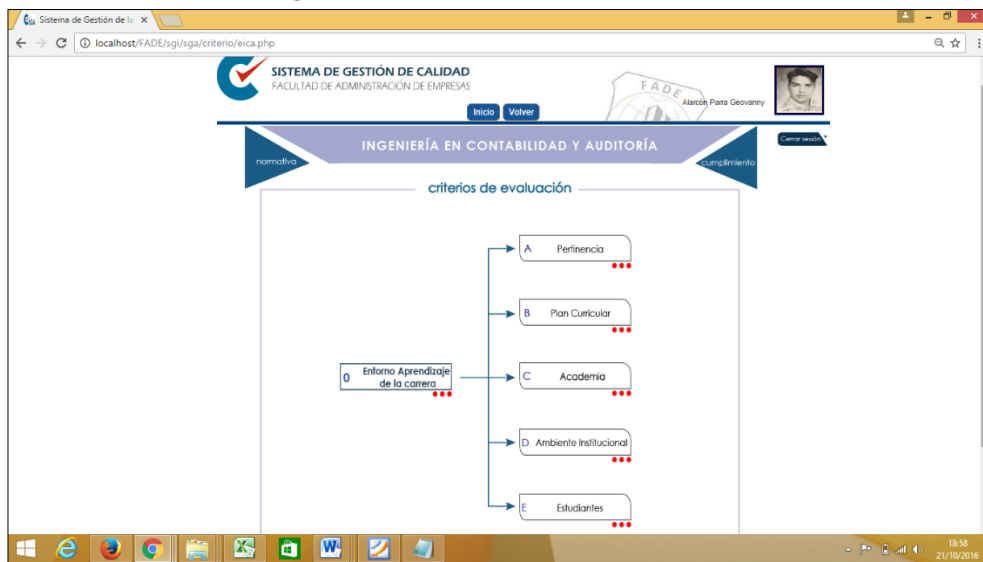 Sistema de Gestión de la
localhost/FADE/sgi/sga/criterio/eica.php
SISTEMA DE GESTIÓN DE CALIDAD
FACULTAD DE ADMINISTRACIÓN DE EMPRESAS
FADE
Alarcón Parra Geovanny
Inicio Volver
Cerrar sesión
INGENIERÍA EN CONTABILIDAD Y AUDITORÍA
normativa
cumplimiento
criterios de evaluación
A Pertinencia
B Plan Curricular
0 Entorno Aprendizaje
de la carrera
C Academia
D Ambiente Institucional
E Estudiantes
18:58
21/10/2016